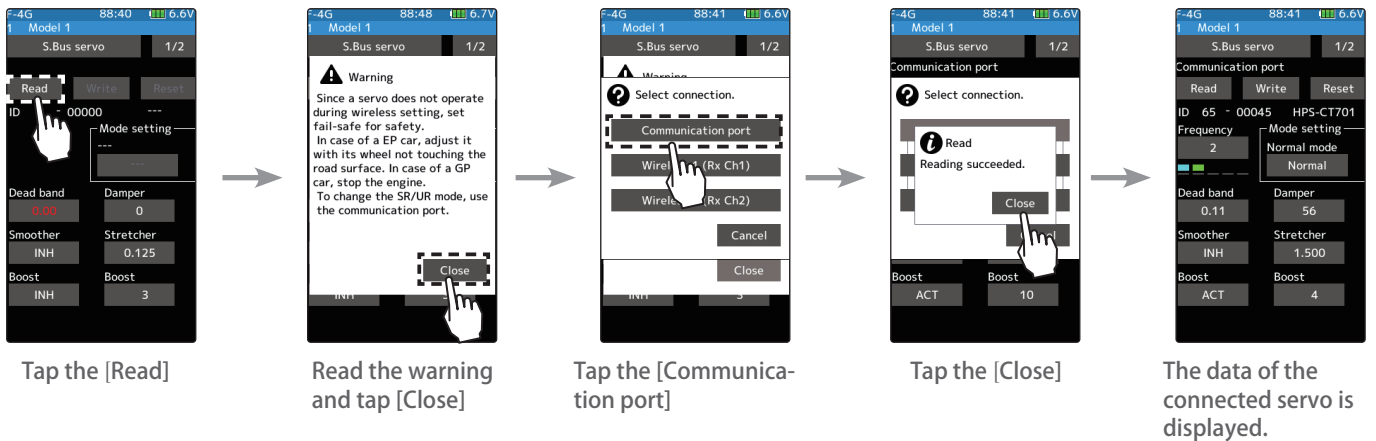 F-4G 88:40 6.6V
1 Model 1
S.Bus servo 1/2
Read Write Reset
ID - 00000 ---
Mode setting
---
---
Dead band Damper
0.00 0
Smoother Stretcher
INH 0.125
Boost Boost
INH 3
Tap the [Read]
F-4G 88:48 6.7V
1 Model 1
S.Bus servo 1/2
Warning
Since a servo does not operate
during wireless setting, set
fail-safe for safety.
In case of a EP car, adjust it
with its wheel not touching the
road surface. In case of a GP
car, stop the engine.
To change the SR/UR mode, use
the communication port.
Close
INH
Read the warning
and tap [Close]
F-4G 88:41 6.6V
1 Model 1
S.Bus servo 1/2
Warning
Select connection.
Communication port
(Rx Ch1)
(Rx Ch2)
Cancel
Close
INH 3
Tap the [Communica-
tion port]
F-4G 88:41 6.6V
1 Model 1
S.Bus servo 1/2
Communication port
Select connection.
Read
Reading succeeded.
Close
Boost Boost
ACT 10
Tap the [Close]
F-4G 88:41 6.6V
1 Model 1
S.Bus servo 1/2
Communication port
Read Write Reset
ID 65 - 00045 HPS-CT701
Frequency Mode setting
2 Normal mode
Normal
Dead band Damper
0.11 56
Smoother Stretcher
INH 1.500
Boost Boost
ACT 4
The data of the
connected servo is
displayed.